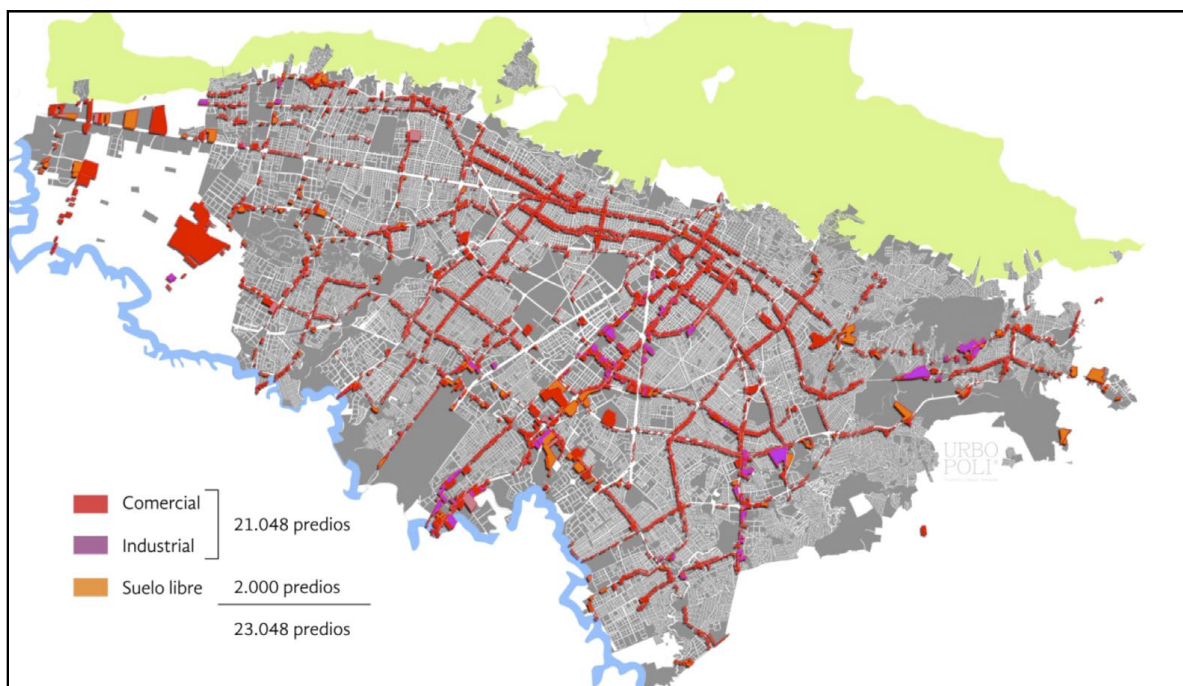 URBO
POLI
Comercial
21.048 predios
Industrial
Suelo libre 2.000 predios
23.048 predios